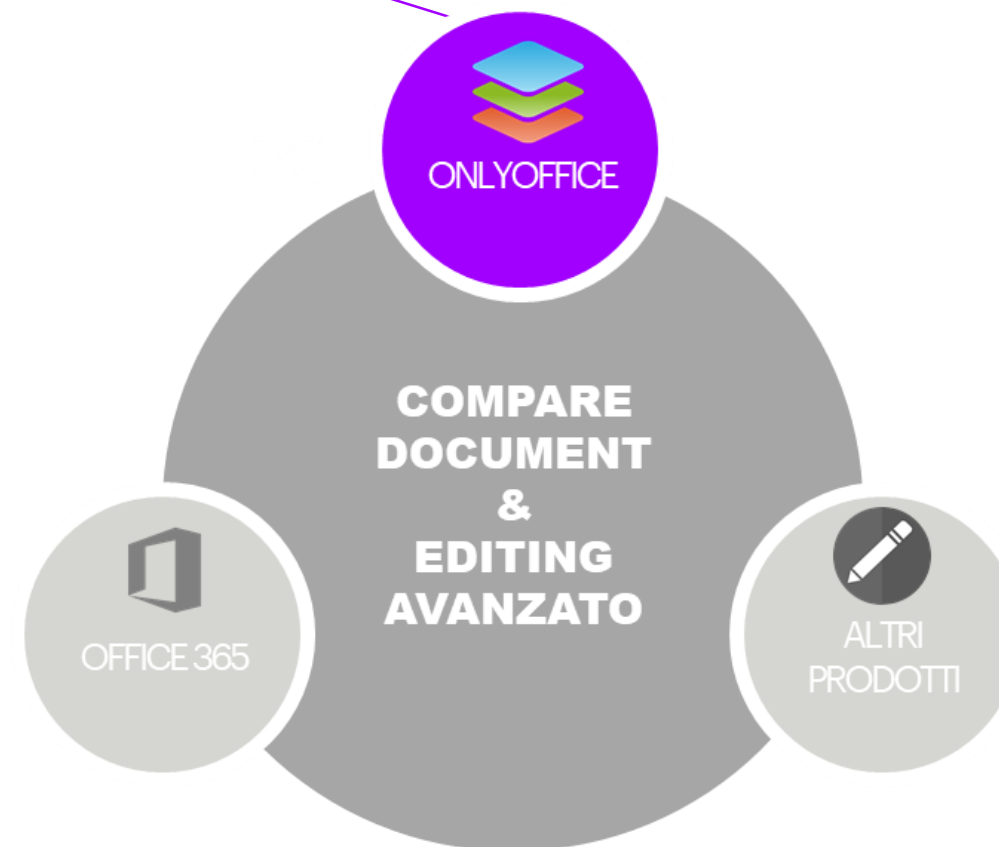 ONLYOFFICE
COMPARE
DOCUMENT
&
EDITING
AVANZATO
OFFICE 365
ALTRI
PRODOTTI